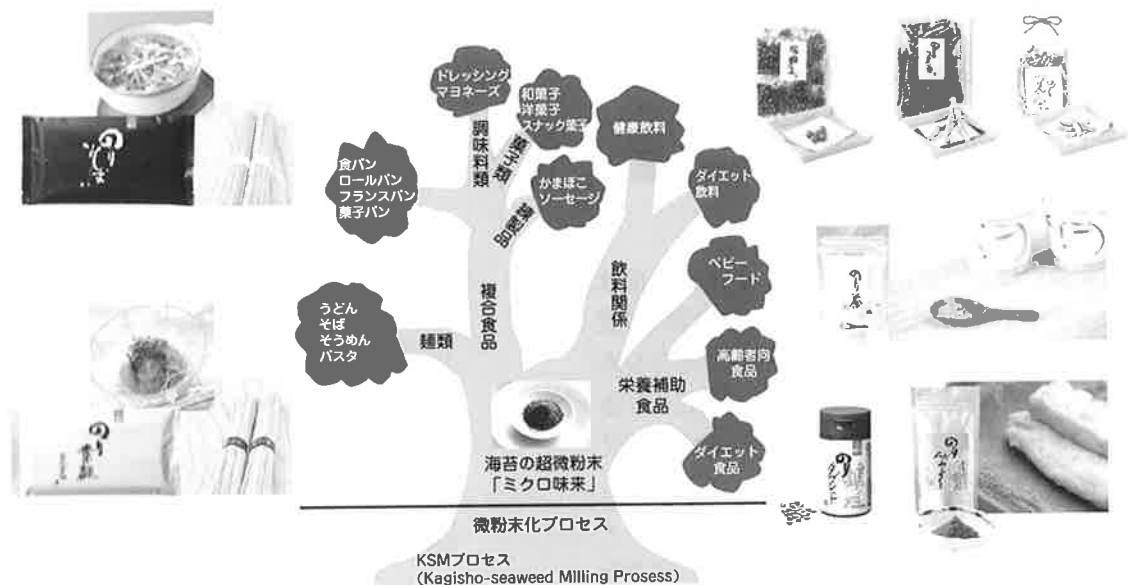 ドレッシング
マヨネーズ
和菓子
洋菓子
スナック菓子
健康飲料
調味料類
菓子類
食パン
ロールパン
フランスパン
菓子パン
かまぼこ
ソーセージ
ダイエット
飲料
ベビー
フード
飲料関係
複合食品
うどん
そば
そうめん
パスタ
麺類
高齢者向
食品
栄養補助
食品
ダイエット
食品
海苔の超微粉末
「ミクロ味来」
微粉末化プロセス
KSMプロセス
(Kagisho-seaweed Milling Prosess)
のり茶